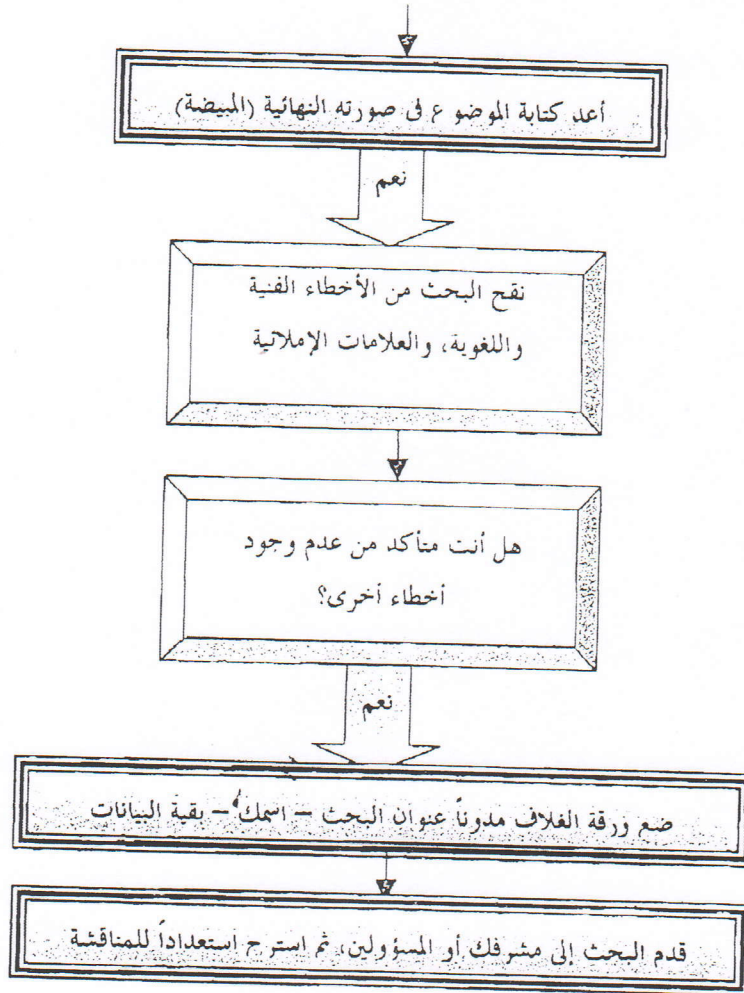 أعد كتابة الموضوع فى صورته النهائية (المبيضة)
نعم
نقح البحث من الأخطاء الفنية
واللغوية، والعلامات الإملائية
هل أنت متأكد من عدم وجود
أخطاء أخرى؟
نعم
ضع ورقة الغلاف مدوناً عنوان البحث – اسمك – بقية البيانات
قدم البحث إلى مشرفك أو المسؤولين، ثم استرح استعداداً للمناقشة